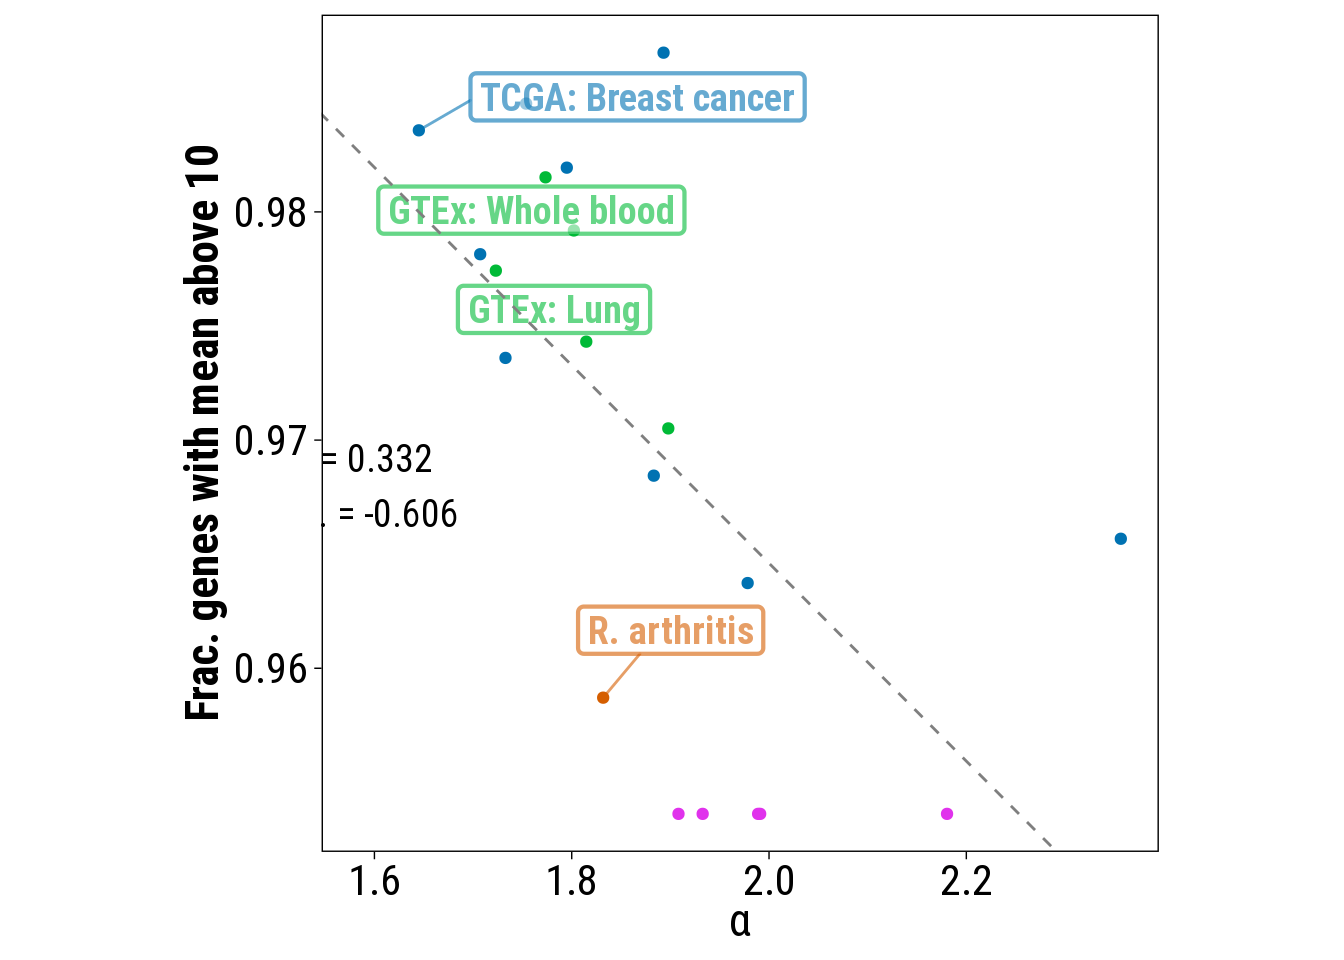 Frac. genes with mean above 10
0.98
0.97
0.96
TCGA: Breast cancer
GTEx: Whole blood
GTEx: Lung
= 0.332
. = -0.606
R. arthritis
1.6
1.8
2.0
2.2
α